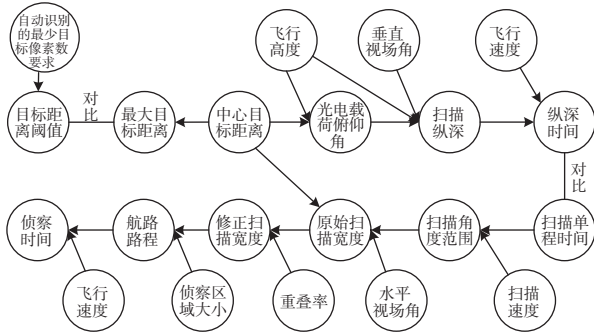 自动识别
的最少目
标像素数
要求
飞行
高度
垂直
视场角
飞行
速度
目标距
离阈值
对
比
最大目
标距离
中心目
标距离
光电载
荷俯仰
角
扫描
纵深
纵深
时间
对
比
侦察
时间
航路
路程
修正扫
描宽度
原始扫
描宽度
扫描角
度范围
扫描单
程时间
飞行
速度
侦察区
域大小
重叠率
水平
视场角
扫描
速度